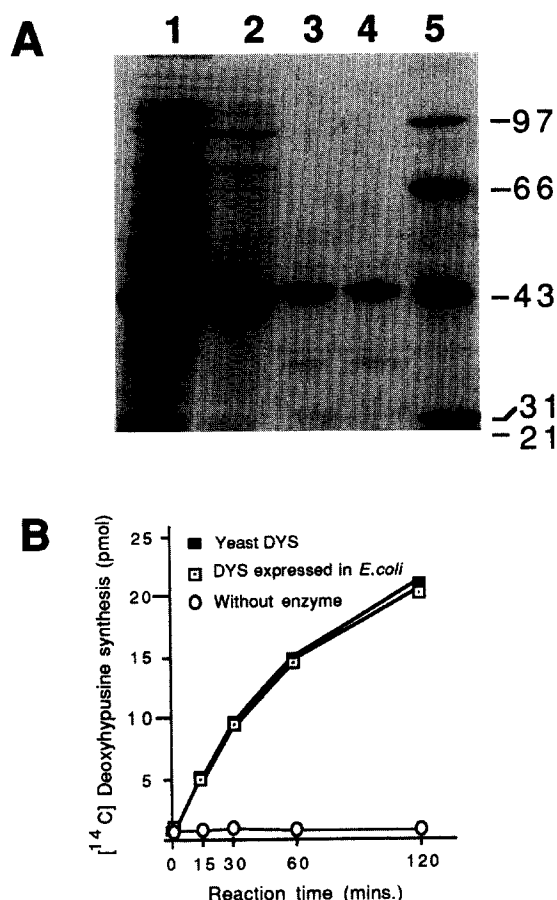 A
1 2 3 4 5
–97
–66
–43
31
–21
B
[14 C] Deoxyhypusine synthesis (pmol)
25
20
15
10
5
Yeast DYS
DYS expressed in E.coli
Without enzyme
0 15 30 60 120
Reaction time (mins.)